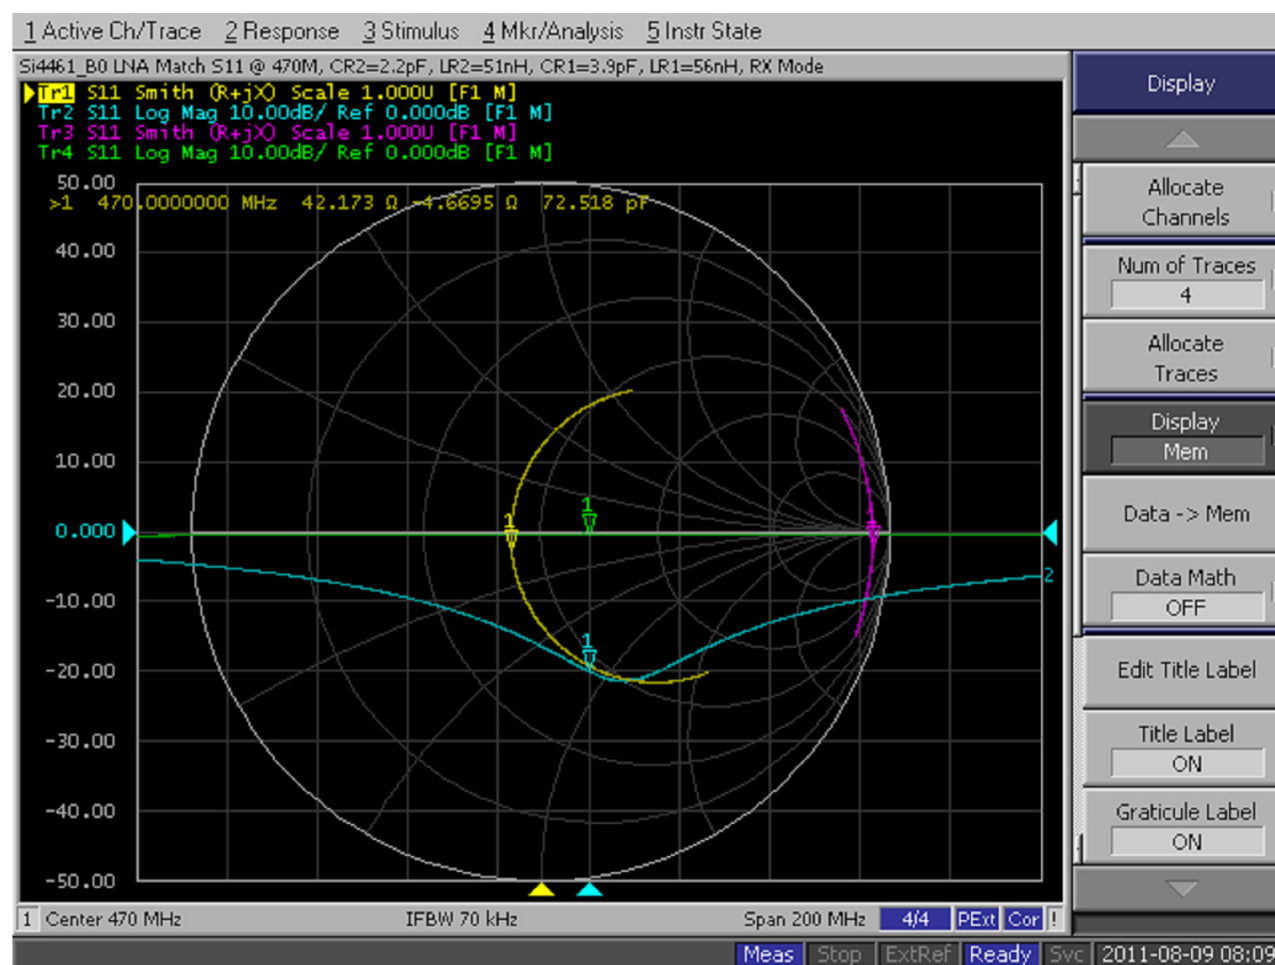 1 Active Ch/Trace 2 Response 3 Stimulus 4 Mkr/Analysis 5 Instr State
Si4461_B0 LNA Match S11 @ 470M, CR2=2.2pF, LR2=51nH, CR1=3.9pF, LR1=56nH, RX Mode
Tr1 S11 Smith (R+jX) Scale 1.000U [F1 M]
Tr2 S11 Log Mag 10.00dB/ Ref 0.000dB [F1 M]
Tr3 S11 Smith (R+jX) Scale 1.000U [F1 M]
Tr4 S11 Log Mag 10.00dB/ Ref 0.000dB [F1 M]
50.00
>1 470.0000000 MHz 42.173 Ω -4.6695 Ω 72.518 pF
40.00
30.00
20.00
10.00
1
1
1
0.000
2
-10.00
1
-20.00
-30.00
-40.00
-50.00
1 Center 470 MHz IFBW 70 kHz Span 200 MHz 4/4 PExt Cor !
Meas Stop ExtRef Ready Svc 2011-08-09 08:09
Display
Allocate
Channels
Num of Traces
4
Allocate
Traces
Display
Mem
Data -> Mem
Data Math
OFF
Edit Title Label
Title Label
ON
Graticule Label
ON